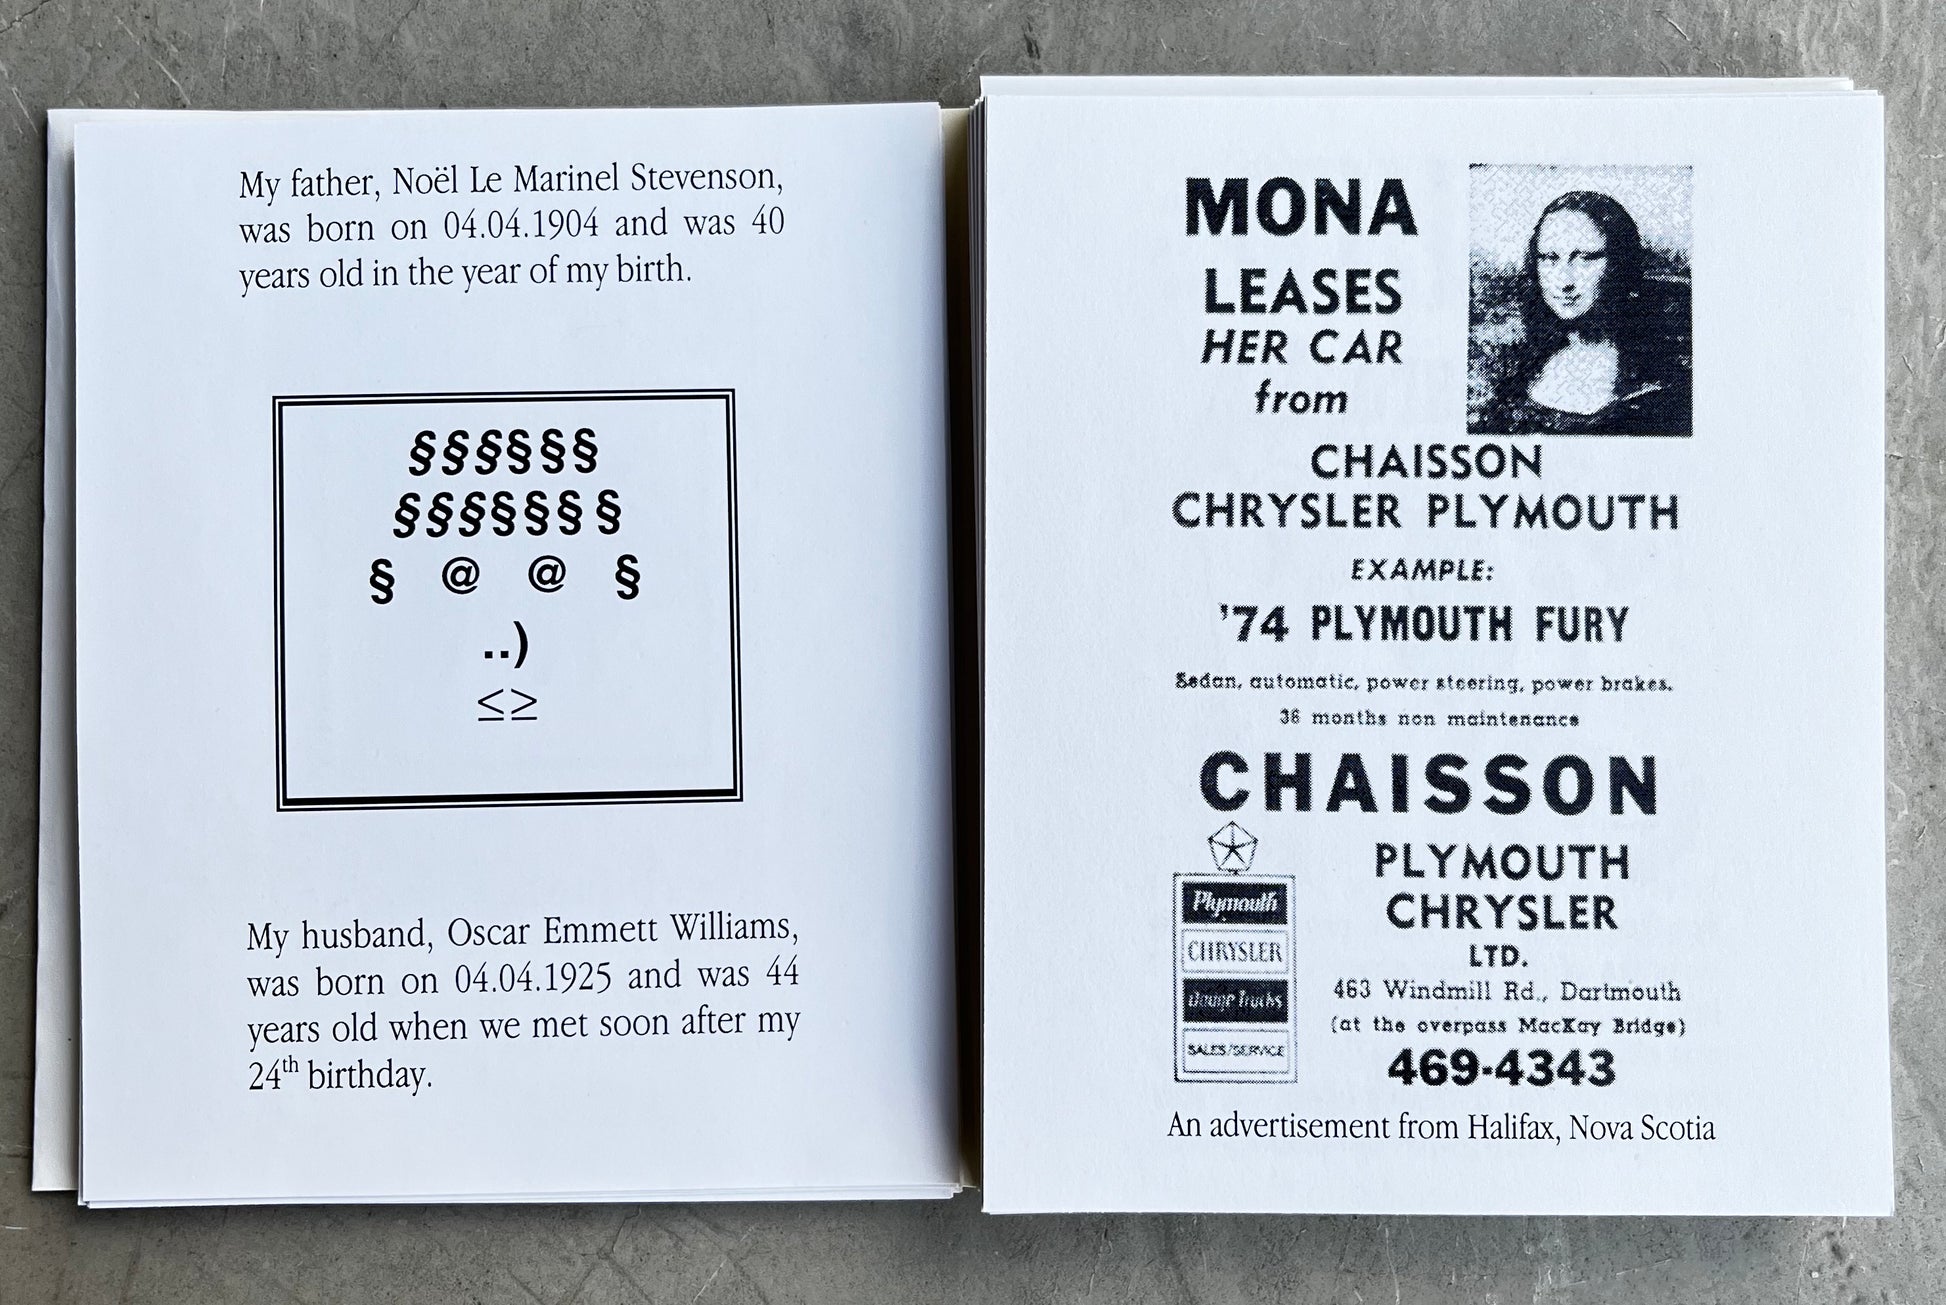 My father, Noël Le Marinel Stevenson,
was born on 04.04.1904 and was 40
years old in the year of my birth.
§§§§§§
§§§§§§§
§ @ @ §
..)
≤≥
My husband, Oscar Emmett Williams,
was born on 04.04.1925 and was 44
years old when we met soon after my
24th birthday.
MONA
LEASES
HER CAR
from
CHAISSON
CHRYSLER PLYMOUTH
EXAMPLE:
'74 PLYMOUTH FURY
Sedan, automatic, power steering, power brakes.
36 months non maintenance
CHAISSON
PLYMOUTH
CHRYSLER
LTD.
Plymouth
CHRYSLER
Dodge Trucks
SALES/SERVICE
463 Windmill Rd., Dartmouth
(at the overpass MacKay Bridge)
469-4343
An advertisement from Halifax, Nova Scotia